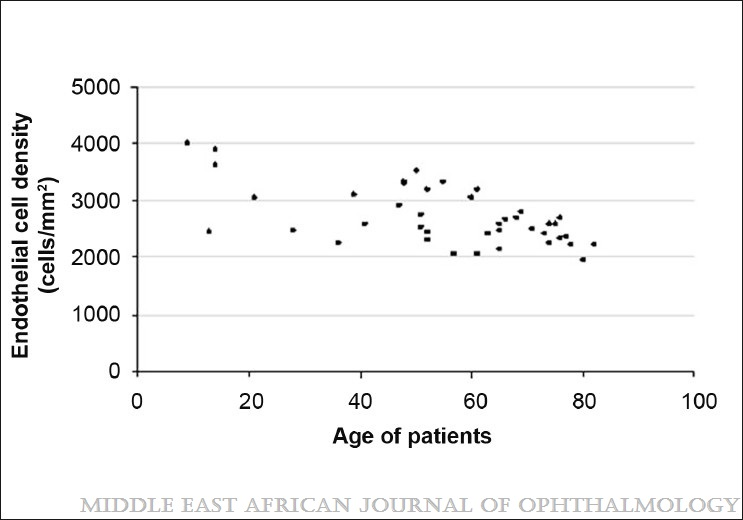 5000
4000
3000
2000
1000
0
Endothelial cell density
(cells/mm²)
0 20 40 60 80 100
Age of patients
MIDDLE EAST AFRICAN JOURNAL OF OPHTHALMOLOGY